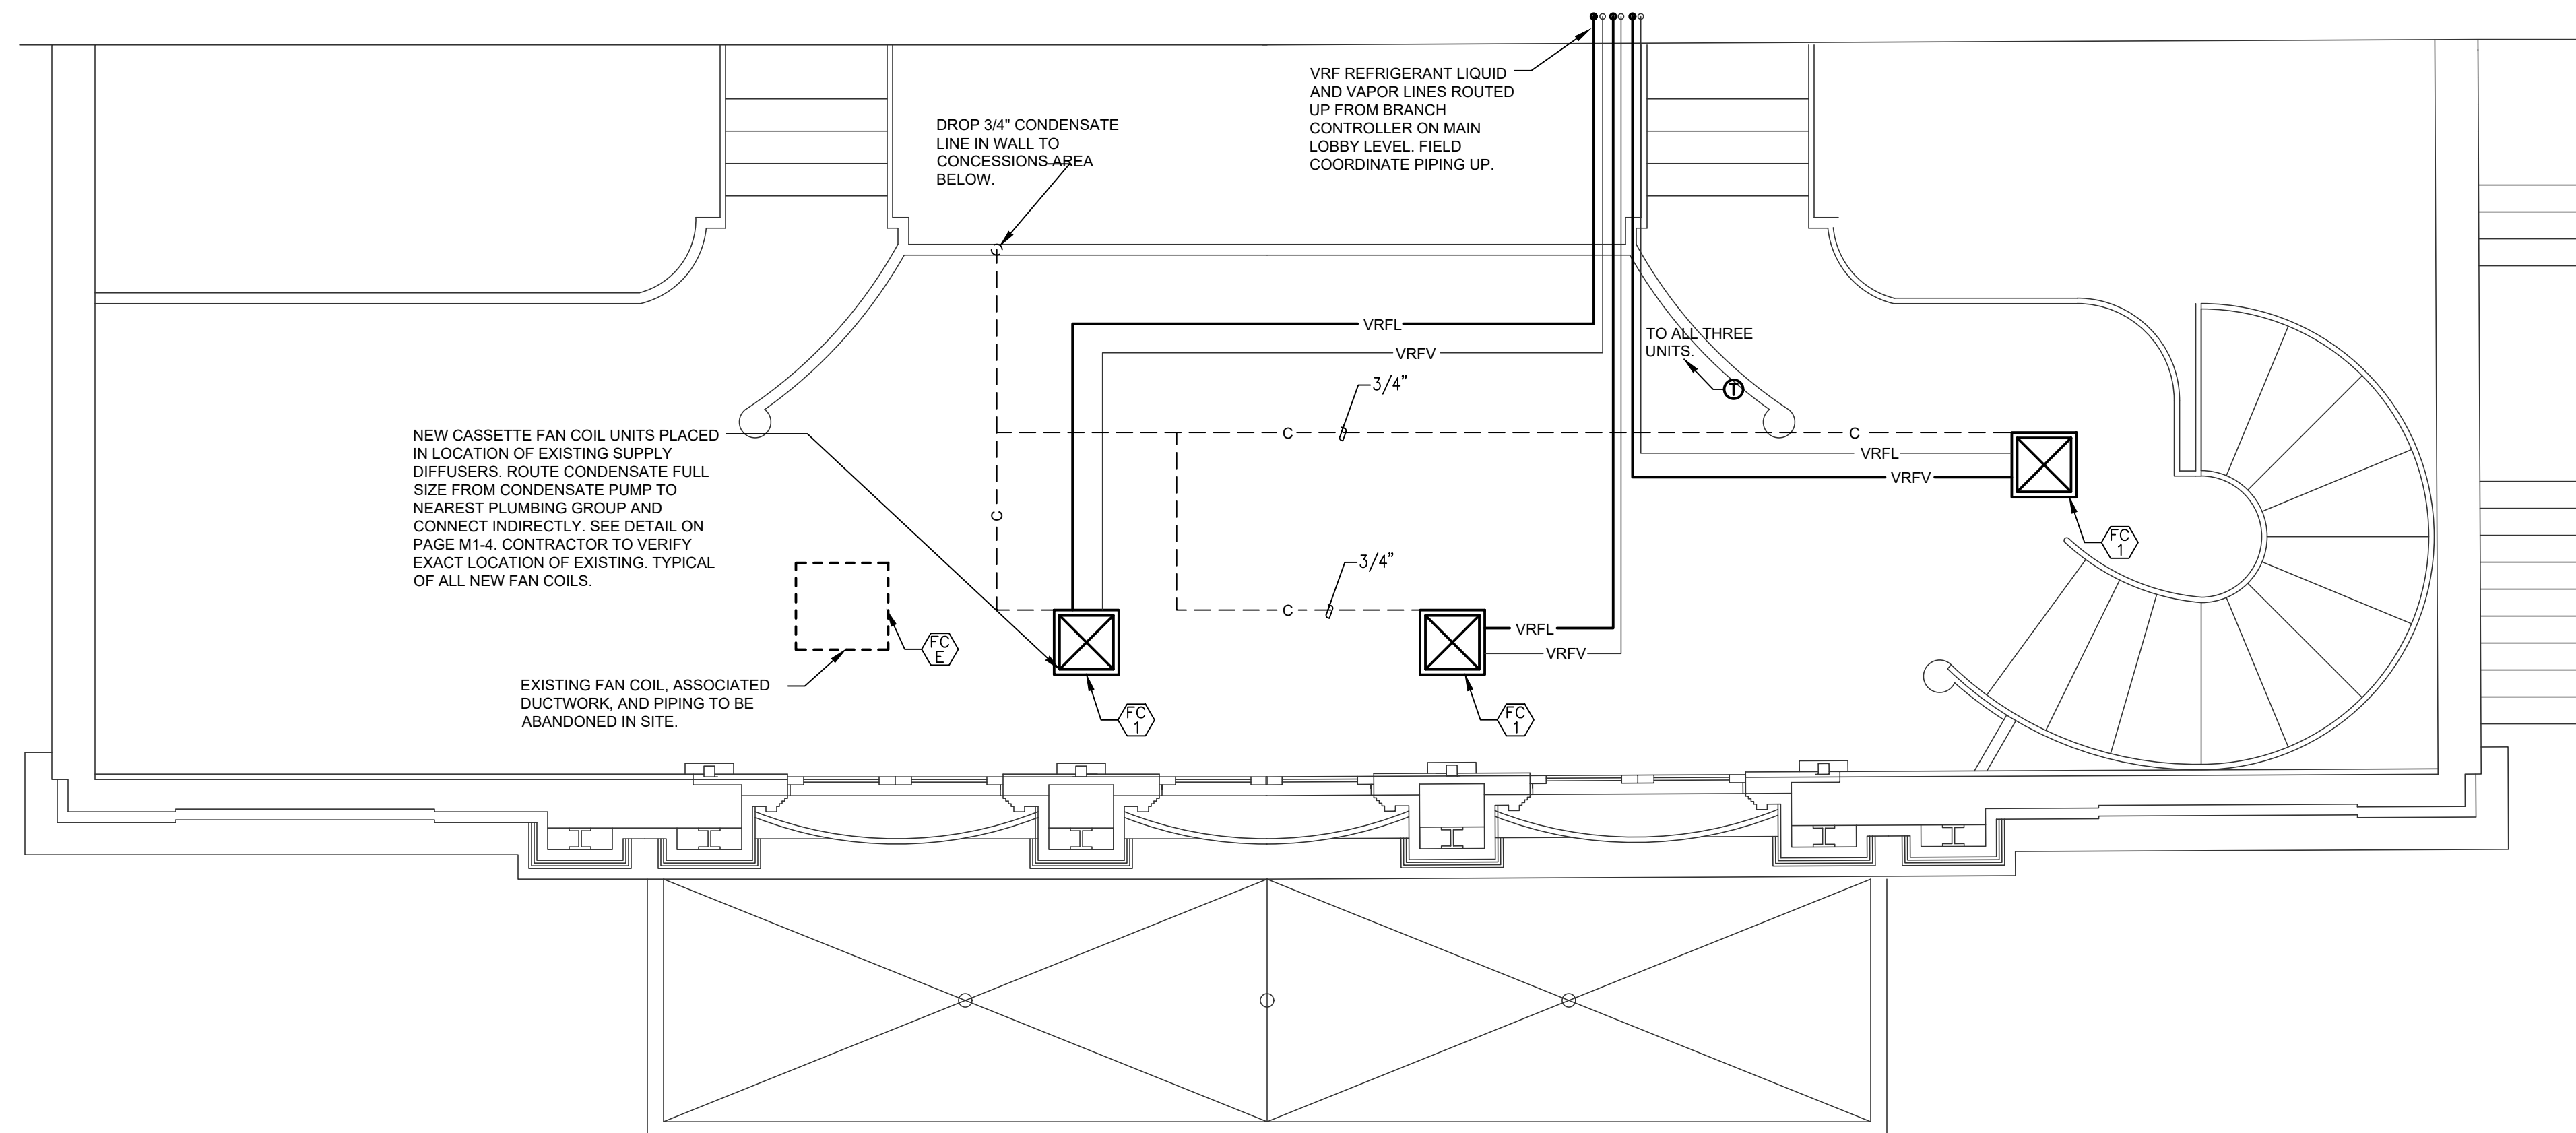 VRF REFRIGERANT LIQUID
AND VAPOR LINES ROUTED
UP FROM BRANCH
CONTROLLER ON MAIN
LOBBY LEVEL. FIELD
COORDINATE PIPING UP.
DROP 3/4" CONDENSATE
LINE IN WALL TO
CONCESSIONS AREA
BELOW.
VRFL
VRFV
TO ALL THREE
UNITS.
T
3/4"
C
C
VRFL
VRFV
NEW CASSETTE FAN COIL UNITS PLACED
IN LOCATION OF EXISTING SUPPLY
DIFFUSERS. ROUTE CONDENSATE FULL
SIZE FROM CONDENSATE PUMP TO
NEAREST PLUMBING GROUP AND
CONNECT INDIRECTLY. SEE DETAIL ON
PAGE M1-4. CONTRACTOR TO VERIFY
EXACT LOCATION OF EXISTING. TYPICAL
OF ALL NEW FAN COILS.
C
FC
1
3/4"
C
VRFL
VRFV
FC
E
EXISTING FAN COIL, ASSOCIATED
DUCTWORK, AND PIPING TO BE
ABANDONED IN SITE.
FC
1
FC
1